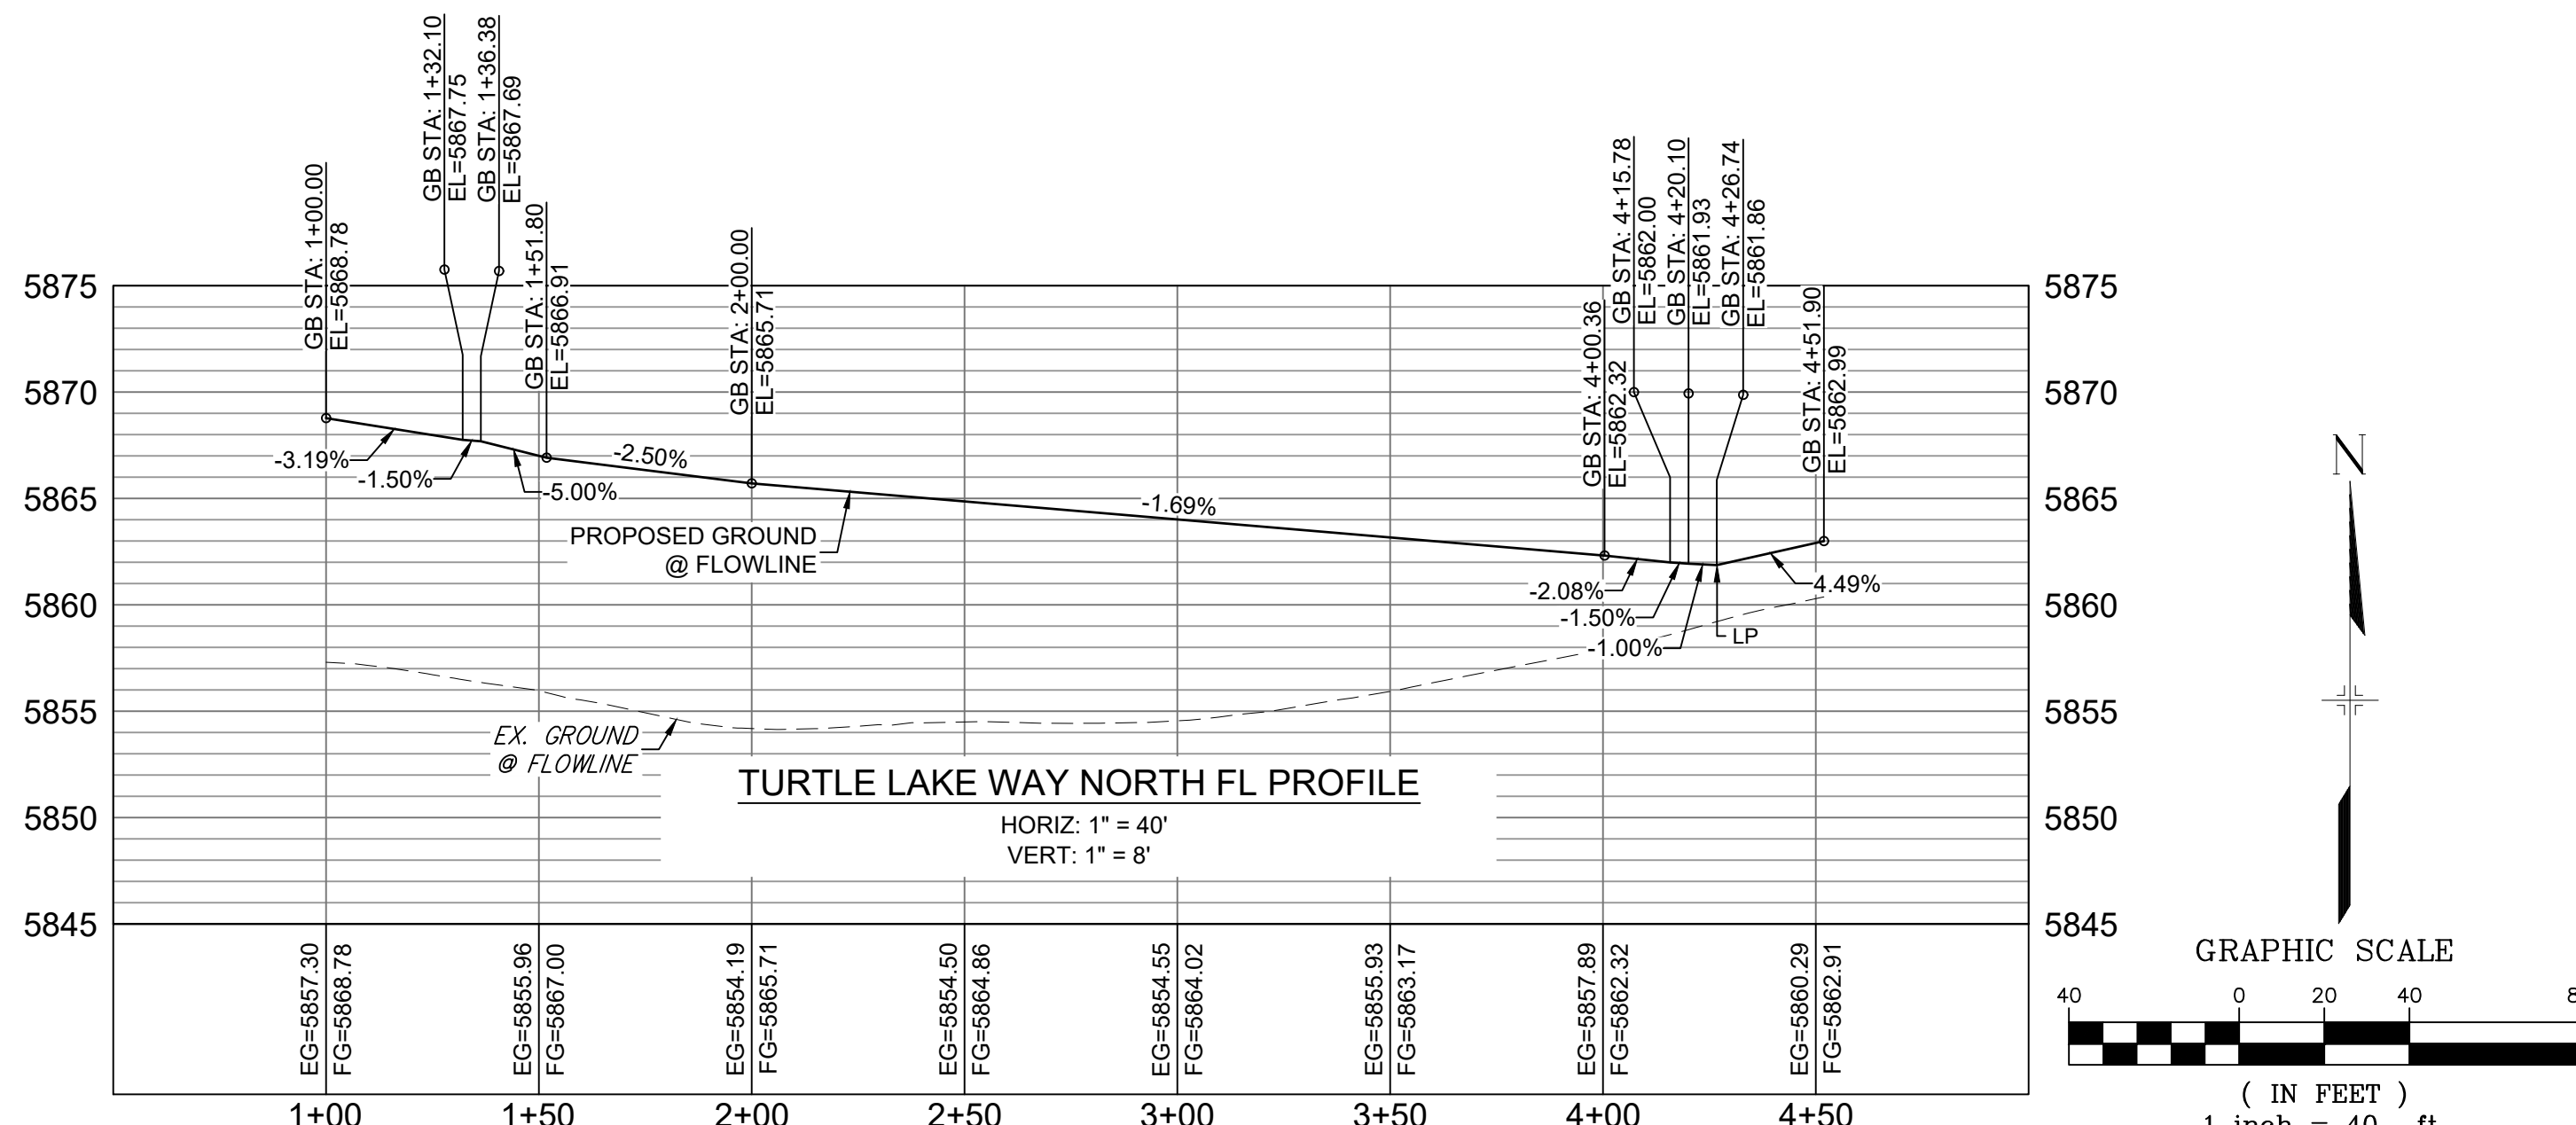 GB STA: 1+00.00
EL=5868.78
GB STA: 1+32.10
EL=5867.75
GB STA: 1+36.38
EL=5867.69
GB STA: 1+51.80
EL=5866.91
GB STA: 2+00.00
EL=5865.71
GB STA: 4+00.36
EL=5862.32
GB STA: 4+15.78
EL=5862.00
GB STA: 4+20.10
EL=5861.93
GB STA: 4+26.74
EL=5861.86
GB STA: 4+51.90
EL=5862.99
5875
5870
5865
5860
5855
5850
5845
5875
5870
5865
5860
5855
5850
5845
-3.19%
-1.50%
-5.00%
-2.50%
-1.69%
-2.08%
-1.50%
-1.00%
LP
4.49%
PROPOSED GROUND
@ FLOWLINE
EX. GROUND
@ FLOWLINE
TURTLE LAKE WAY NORTH FL PROFILE
HORIZ: 1" = 40'
VERT: 1" = 8'
EG=5857.30
FG=5868.78
EG=5855.96
FG=5867.00
EG=5854.19
FG=5865.71
EG=5854.50
FG=5864.86
EG=5854.55
FG=5864.02
EG=5855.93
FG=5863.17
EG=5857.89
FG=5862.32
EG=5860.29
FG=5862.91
1+00 1+50 2+00 2+50 3+00 3+50 4+00 4+50
N
GRAPHIC SCALE
40 0 20 40
( IN FEET )
1 inch = 40 ft